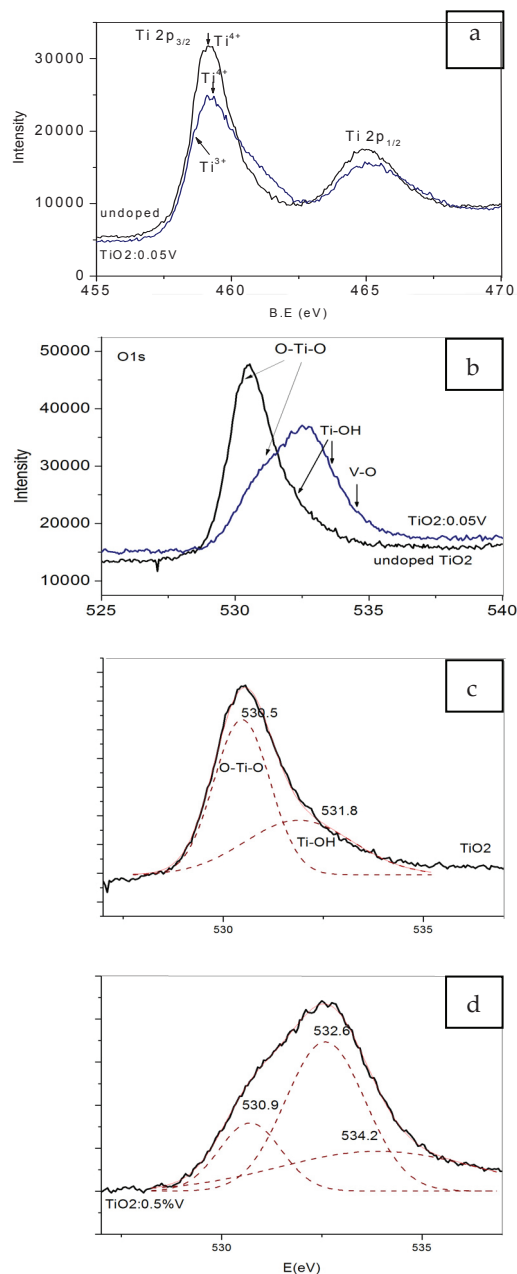 a
Ti 2p3/2
Ti4+
Ti4+
Ti3+
Ti 2p1/2
undoped
TiO2:0.05V
Intensity
30000
20000
10000
0
455
460
465
470
B.E (eV)
b
O1s
O-Ti-O
Ti-OH
V-O
TiO2:0.05V
undoped TiO2
Intensity
50000
40000
30000
20000
10000
525
530
535
540
c
530.5
O-Ti-O
531.8
Ti-OH
TiO2
530
535
d
532.6
530.9
534.2
TiO2:0.5%V
530
535
E(eV)